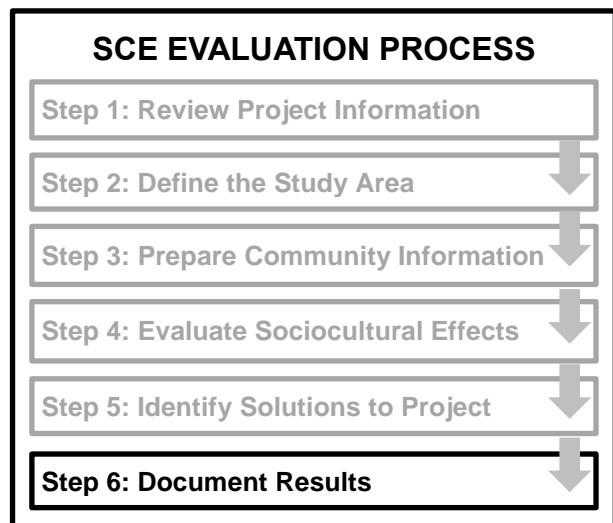 SCE EVALUATION PROCESS
Step 1: Review Project Information
Step 2: Define the Study Area
Step 3: Prepare Community Information
Step 4: Evaluate Sociocultural Effects
Step 5: Identify Solutions to Project
Step 6: Document Results